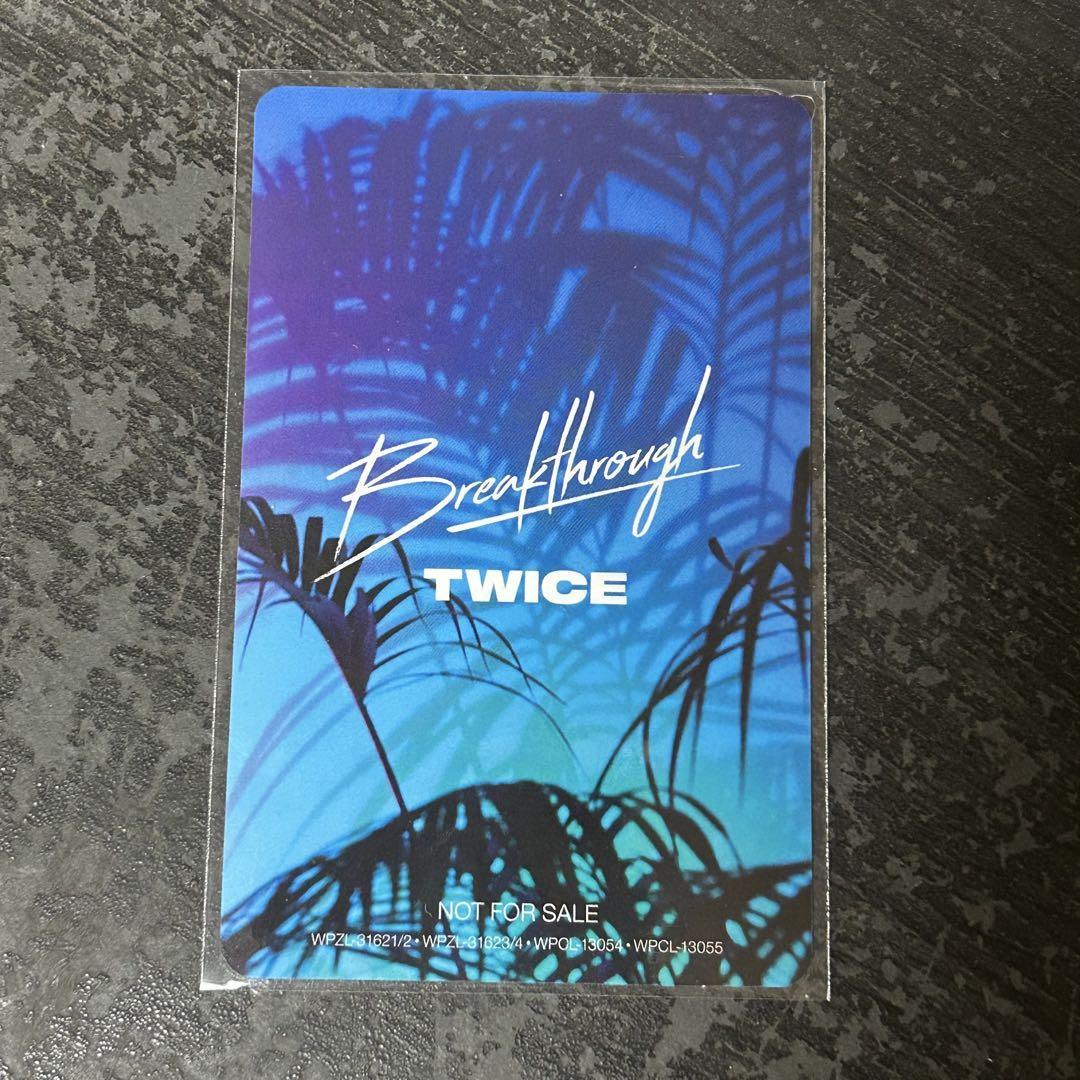 Breakthrough
TWICE
NOT FOR SALE
WPZL-31621/2・WPZL-31623/4・WPCL-13054・WPCL-13055